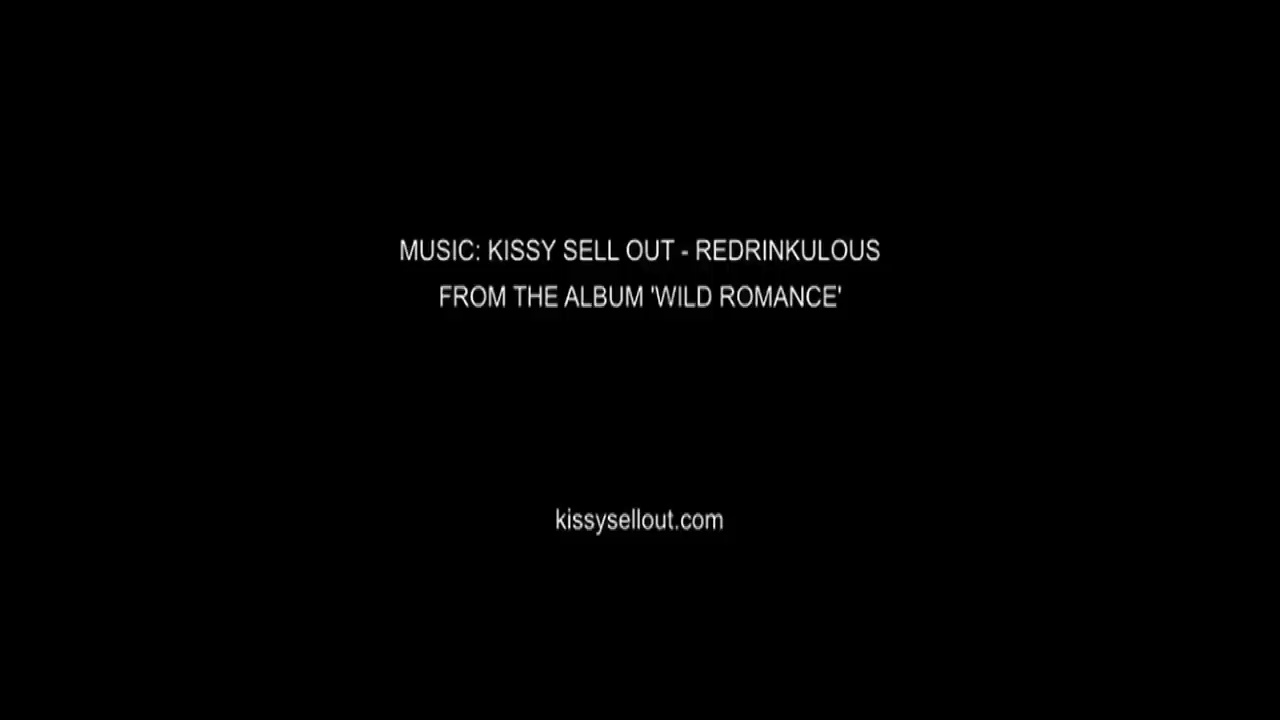 MUSIC: KISSY SELL OUT - REDRINKULOUS
FROM THE ALBUM 'WILD ROMANCE'
kissysellout.com